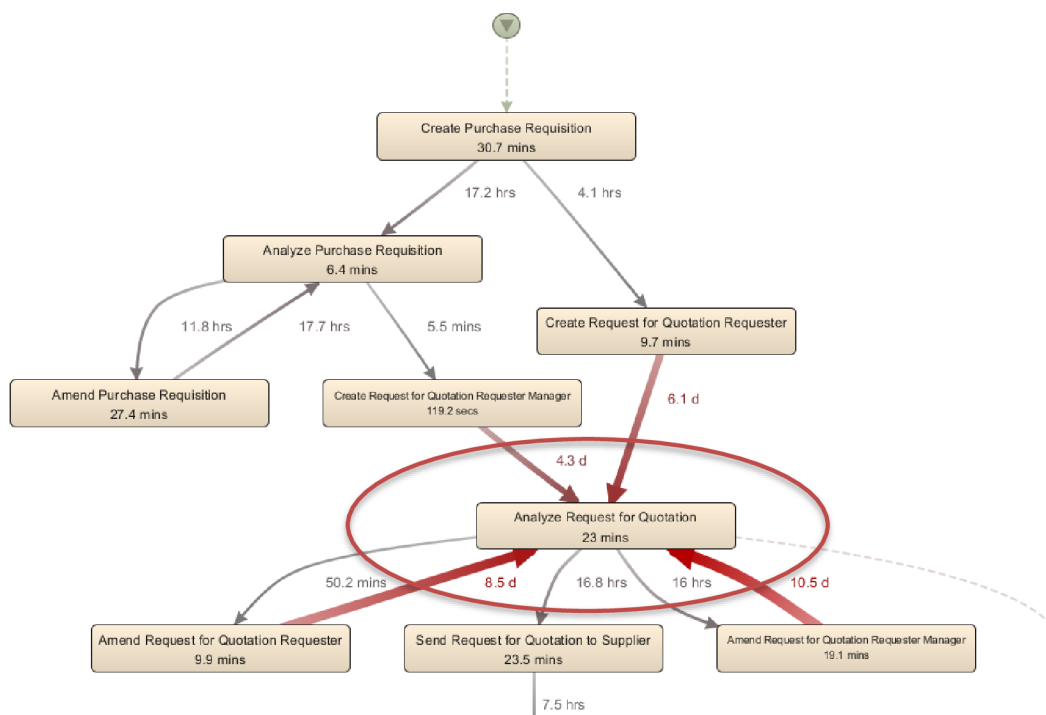 Create Purchase Requisition
30.7 mins
17.2 hrs
4.1 hrs
Analyze Purchase Requisition
6.4 mins
11.8 hrs
17.7 hrs
5.5 mins
Create Request for Quotation Requester
9.7 mins
Amend Purchase Requisition
27.4 mins
Create Request for Quotation Requester Manager
119.2 secs
6.1 d
4.3 d
Analyze Request for Quotation
23 mins
50.2 mins
8.5 d
16.8 hrs
16 hrs
10.5 d
Amend Request for Quotation Requester
9.9 mins
Send Request for Quotation to Supplier
23.5 mins
Amend Request for Quotation Requester Manager
19.1 mins
7.5 hrs